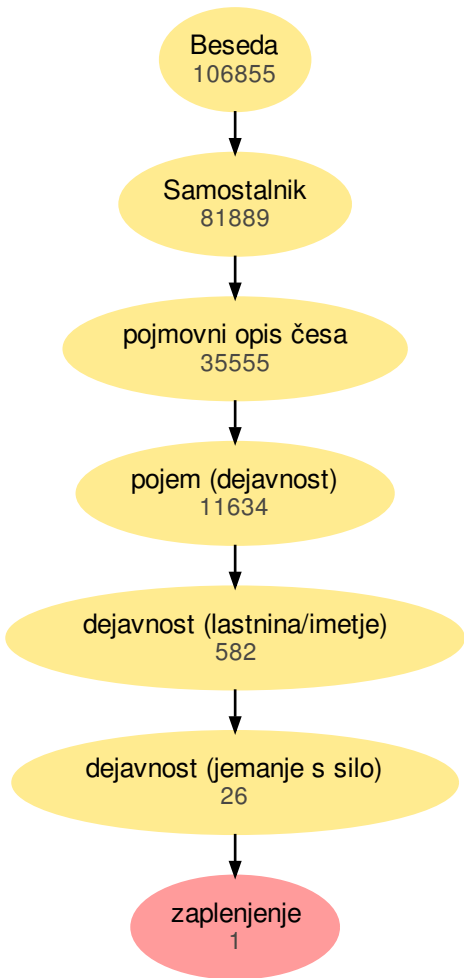 Beseda
106855
Samostalnik
81889
pojmovni opis česa
35555
pojem (dejavnost)
11634
dejavnost (lastnina/imetje)
582
dejavnost (jemanje s silo)
26
zaplenjenje
1